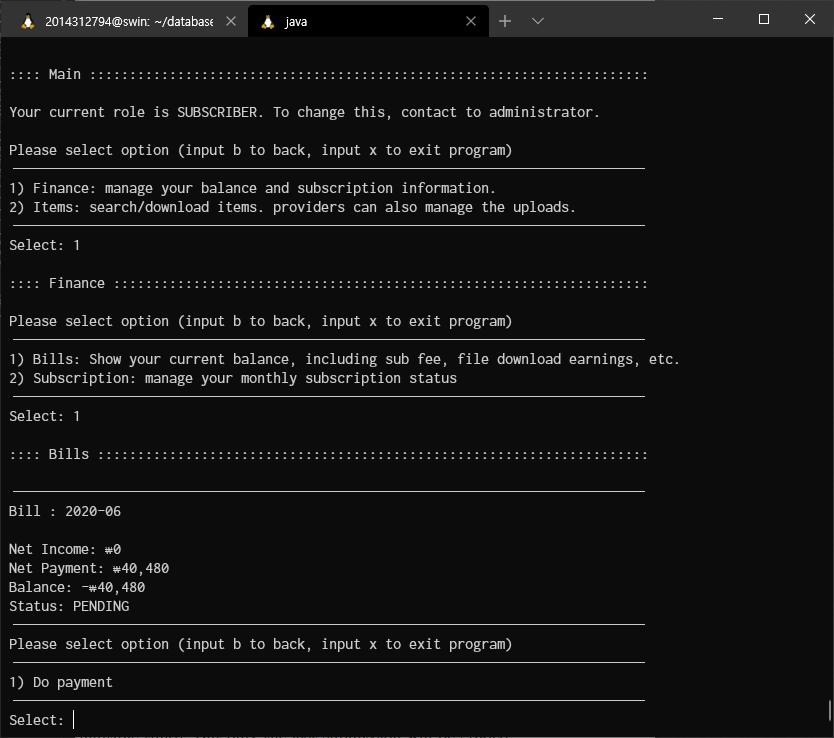 2014312794@swin: ~/database
java
:::: Main ::::::::::::::::::::::::::::::::::::::::::::::::::::::::::::::::::::::
Your current role is SUBSCRIBER. To change this, contact to administrator.
Please select option (input b to back, input x to exit program)
1) Finance: manage your balance and subscription information.
2) Items: search/download items. providers can also manage the uploads.
Select: 1
:::: Finance :::::::::::::::::::::::::::::::::::::::::::::::::::::::::::::::::::
Please select option (input b to back, input x to exit program)
1) Bills: Show your current balance, including sub fee, file download earnings, etc.
2) Subscription: manage your monthly subscription status
Select: 1
:::: Bills :::::::::::::::::::::::::::::::::::::::::::::::::::::::::::::::::::::
Bill : 2020-06
Net Income: ₩0
Net Payment: ₩40,480
Balance: -₩40,480
Status: PENDING
Please select option (input b to back, input x to exit program)
1) Do payment
Select: